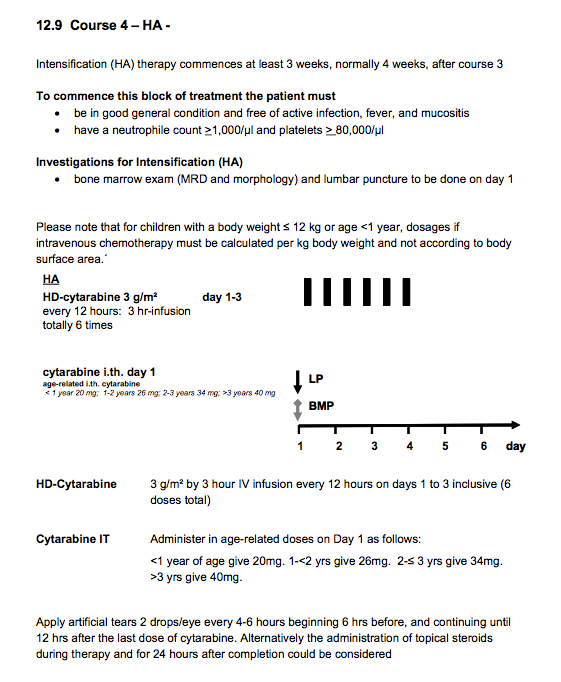 12.9 Course 4 – HA -
Intensification (HA) therapy commences at least 3 weeks, normally 4 weeks, after course 3
To commence this block of treatment the patient must
• be in good general condition and free of active infection, fever, and mucositis
• have a neutrophile count ≥1,000/µl and platelets ≥ 80,000/µl
Investigations for Intensification (HA)
• bone marrow exam (MRD and morphology) and lumbar puncture to be done on day 1
Please note that for children with a body weight ≤ 12 kg or age <1 year, dosages if
intravenous chemotherapy must be calculated per kg body weight and not according to body
surface area.´
HA
HD-cytarabine 3 g/m² day 1-3
every 12 hours: 3 hr-infusion
totally 6 times
cytarabine i.th. day 1
age-related i.th. cytarabine
< 1 year 20 mg; 1-2 years 26 mg; 2-3 years 34 mg; >3 years 40 mg
LP
BMP
1 2 3 4 5 6 day
HD-Cytarabine 3 g/m² by 3 hour IV infusion every 12 hours on days 1 to 3 inclusive (6
doses total)
Cytarabine IT Administer in age-related doses on Day 1 as follows:
<1 year of age give 20mg. 1-<2 yrs give 26mg. 2-≤ 3 yrs give 34mg.
>3 yrs give 40mg.
Apply artificial tears 2 drops/eye every 4-6 hours beginning 6 hrs before, and continuing until
12 hrs after the last dose of cytarabine. Alternatively the administration of topical steroids
during therapy and for 24 hours after completion could be considered